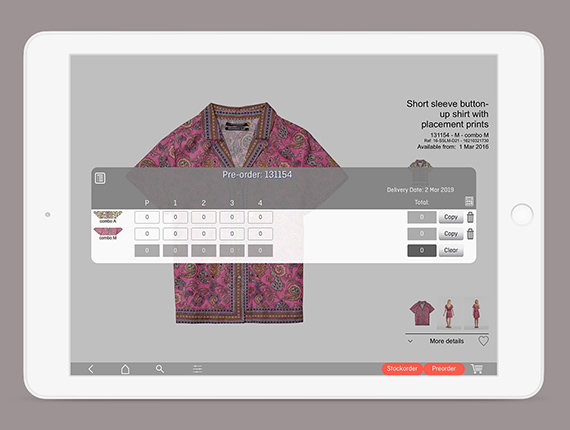 Short sleeve button-
up shirt with
placement prints
131154 - M - combo M
Ref: 16-SSLM-D21 - 16210321730
Available from: 1 Mar 2016
Pre-order: 131154
Delivery Date: 2 Mar 2019
P 1 2 3 4 Total:
combo A 0 0 0 0 0 0 Copy
combo M 0 0 0 0 0 0 Copy
0 0 0 0 0 0 Clear
More details
Stockorder Preorder